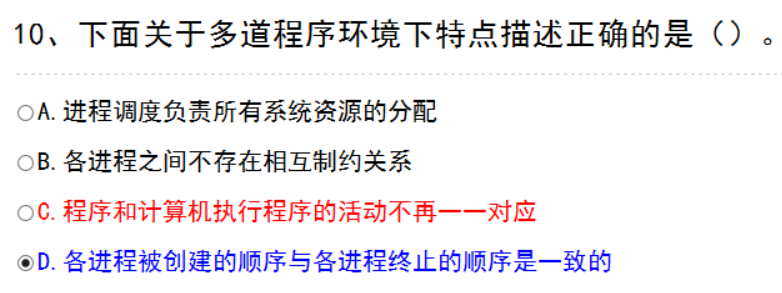 10、下面关于多道程序环境下特点描述正确的是（）。
A. 进程调度负责所有系统资源的分配
B. 各进程之间不存在相互制约关系
C. 程序和计算机执行程序的活动不再一一对应
D. 各进程被创建的顺序与各进程终止的顺序是一致的